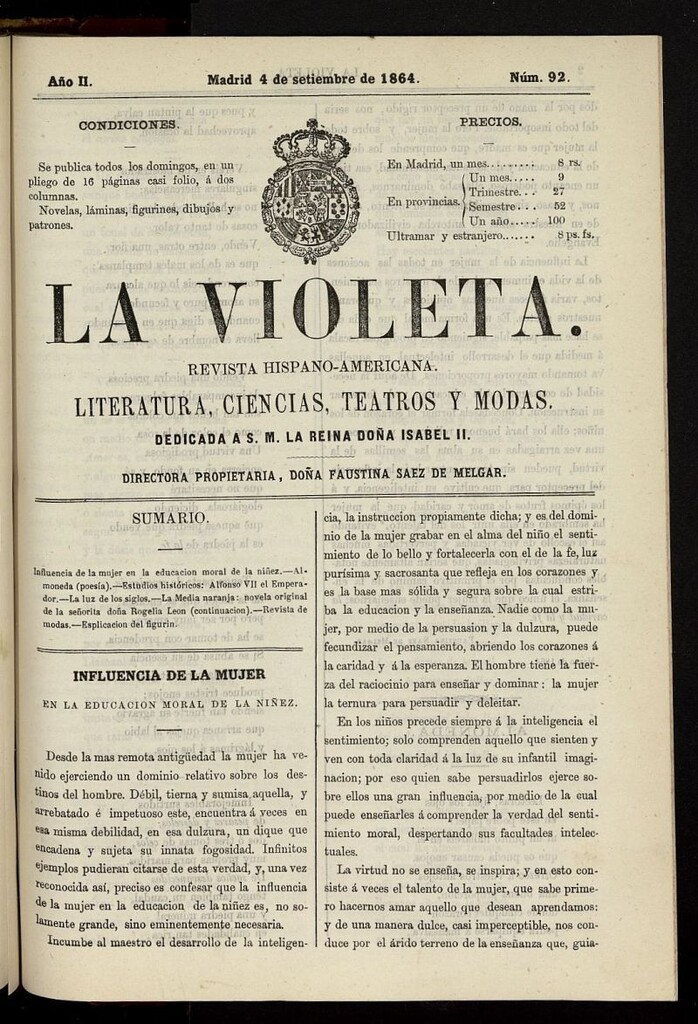 Año II.
Madrid 4 de setiembre de 1864.
Núm. 92.
CONDICIONES.
Se publica todos los domingos, en un
pliego de 16 páginas casi folio, á dos
columnas.
Novelas, láminas, figurines, dibujos y
patrones.
PRECIOS.
En Madrid, un mes......... 8 rs.
En provincias.
Un mes..... 9
Trimestre... 27
Semestre... 52
Un año..... 100
Ultramar y estranjero...... 8 ps. fs.
LA VIOLETA.
REVISTA HISPANO-AMERICANA.
LITERATURA, CIENCIAS, TEATROS Y MODAS,
DEDICADA A S. M. LA REINA DOÑA ISABEL II.
DIRECTORA PROPIETARIA, DOÑA FAUSTINA SAEZ DE MELGAR.
SUMARIO.
Influencia de la mujer en la educacion moral de la niñez.—Al-
moneda (poesía).—Estudios históricos: Alfonso VII el Empera-
dor.—La luz de los siglos.—La Media naranja: novela original
de la señorita doña Rogelia Leon (continuacion).—Revista de
modas.—Esplicacion del figurin.
INFLUENCIA DE LA MUJER
EN LA EDUCACION MORAL DE LA NIÑEZ.
Desde la mas remota antigüedad la mujer ha ve-
nido ejerciendo un dominio relativo sobre los des-
tinos del hombre. Débil, tierna y sumisa aquella, y
arrebatado é impetuoso este, encuentra á veces en
esa misma debilidad, en esa dulzura, un dique que
encadena y sujeta su innata fogosidad. Infinitos
ejemplos pudieran citarse de esta verdad, y, una vez
reconocida así, preciso es confesar que la influencia
de la mujer en la educacion de la niñez es, no so-
lamente grande, sino eminentemente necesaria.
Incumbe al maestro el desarrollo de la inteligen-
cia, la instruccion propiamente dicha; y es del domi-
nio de la mujer grabar en el alma del niño el senti-
miento de lo bello y fortalecerla con el de la fe, luz
purísima y sacrosanta que refleja en los corazones y
es la base mas sólida y segura sobre la cual estri-
ba la educacion y la enseñanza. Nadie como la mu-
jer, por medio de la persuasion y la dulzura, puede
fecundizar el pensamiento, abriendo los corazones á
la caridad y á la esperanza. El hombre tiene la fuer-
za del raciocinio para enseñar y dominar: la mujer
la ternura para persuadir y deleitar.
En los niños precede siempre á la inteligencia el
sentimiento; solo comprenden aquello que sienten y
ven con toda claridad á la luz de su infantil imagi-
nacion; por eso quien sabe persuadirlos ejerce so-
bre ellos una gran influencia, por medio de la cual
puede enseñarles á comprender la verdad del senti-
miento moral, despertando sus facultades intelec-
tuales.
La virtud no se enseña, se inspira; y en esto con-
siste á veces el talento de la mujer, que sabe prime-
ro hacernos amar aquello que desean aprendamos:
y de una manera dulce, casi imperceptible, nos con-
duce por el árido terreno de la enseñanza que, guia-